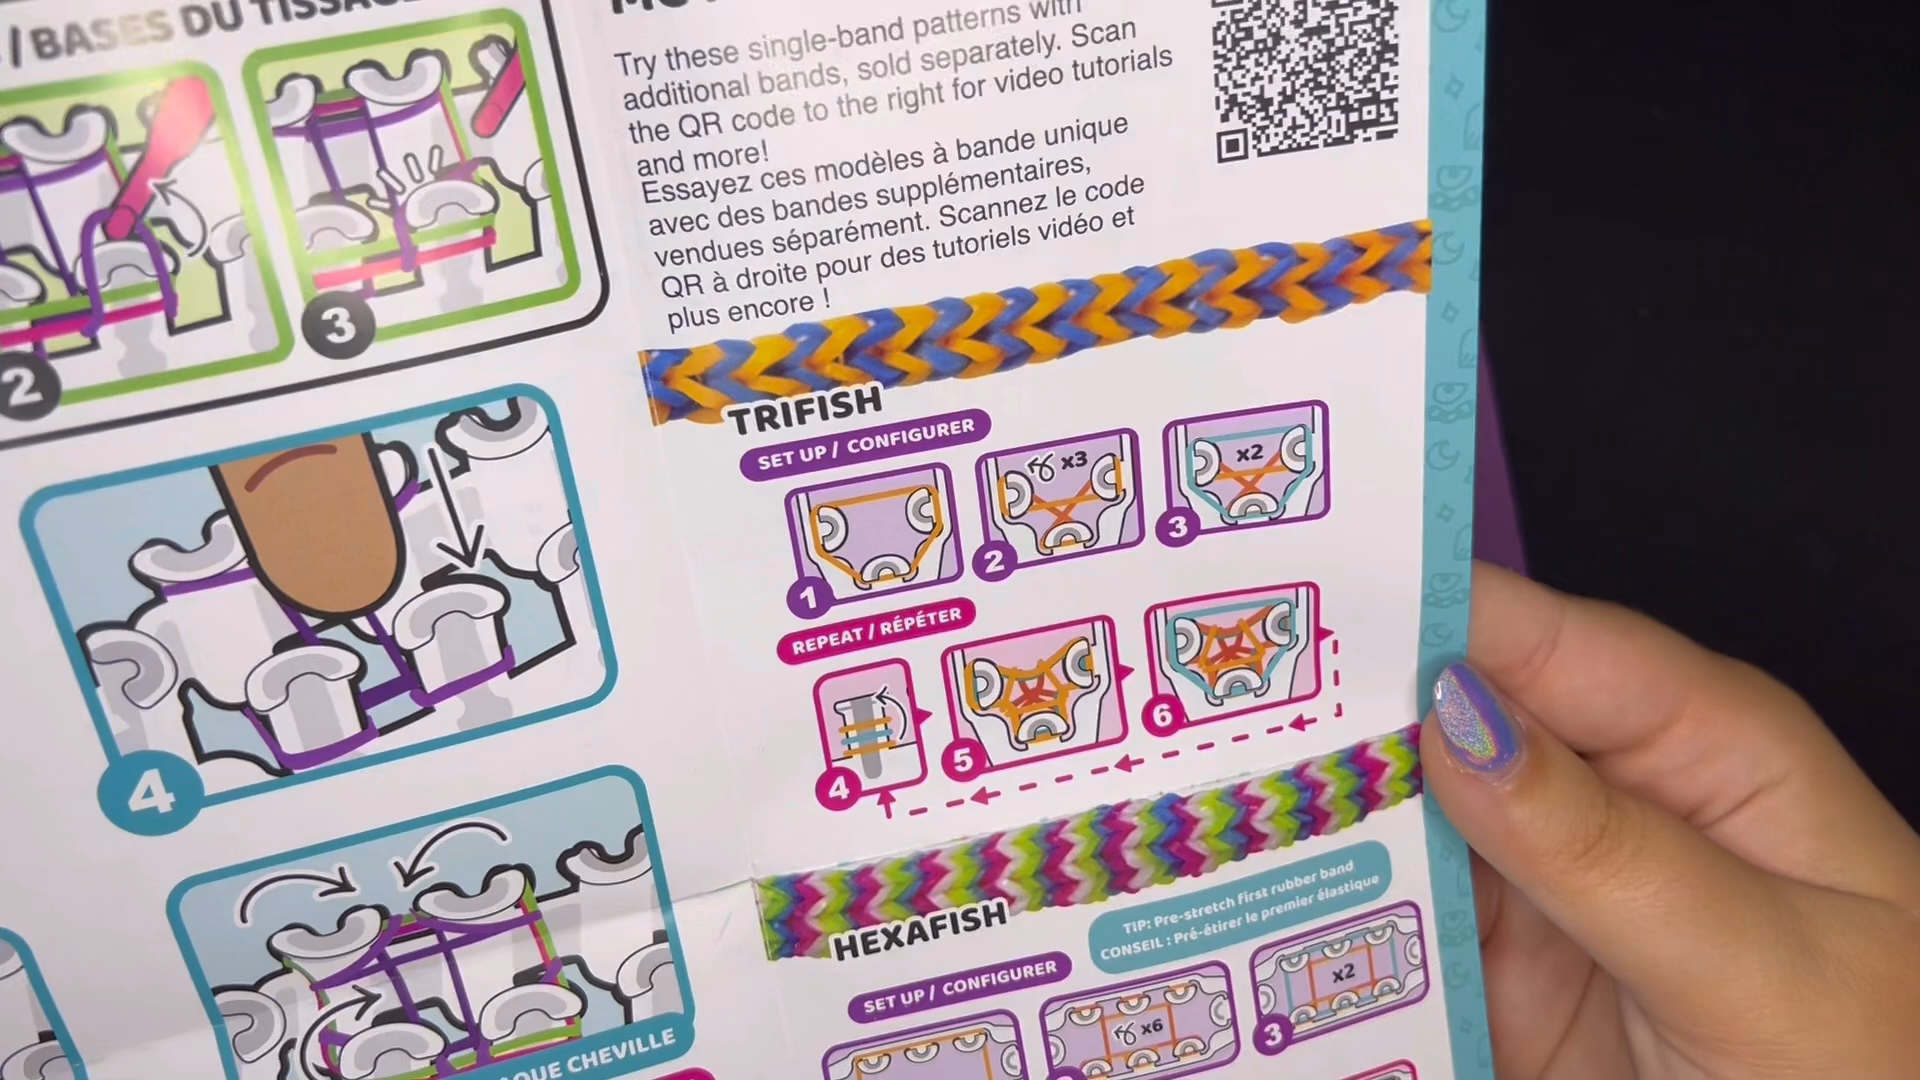 / BASES DU TISSAGE
2
3
4
Try these single-band patterns with
additional bands, sold separately. Scan
the QR code to the right for video tutorials
and more!
Essayez ces modèles à bande unique
avec des bandes supplémentaires,
vendues séparément. Scannez le code
QR à droite pour des tutoriels vidéo et
plus encore !
TRIFISH
SET UP / CONFIGURER
1
x3
2
x2
3
REPEAT / RÉPÉTER
4
5
6
HEXAFISH
TIP: Pre-stretch first rubber band
CONSEIL : Pré-étirer le premier élastique
SET UP / CONFIGURER
x6
x2
3
CHEVILLE